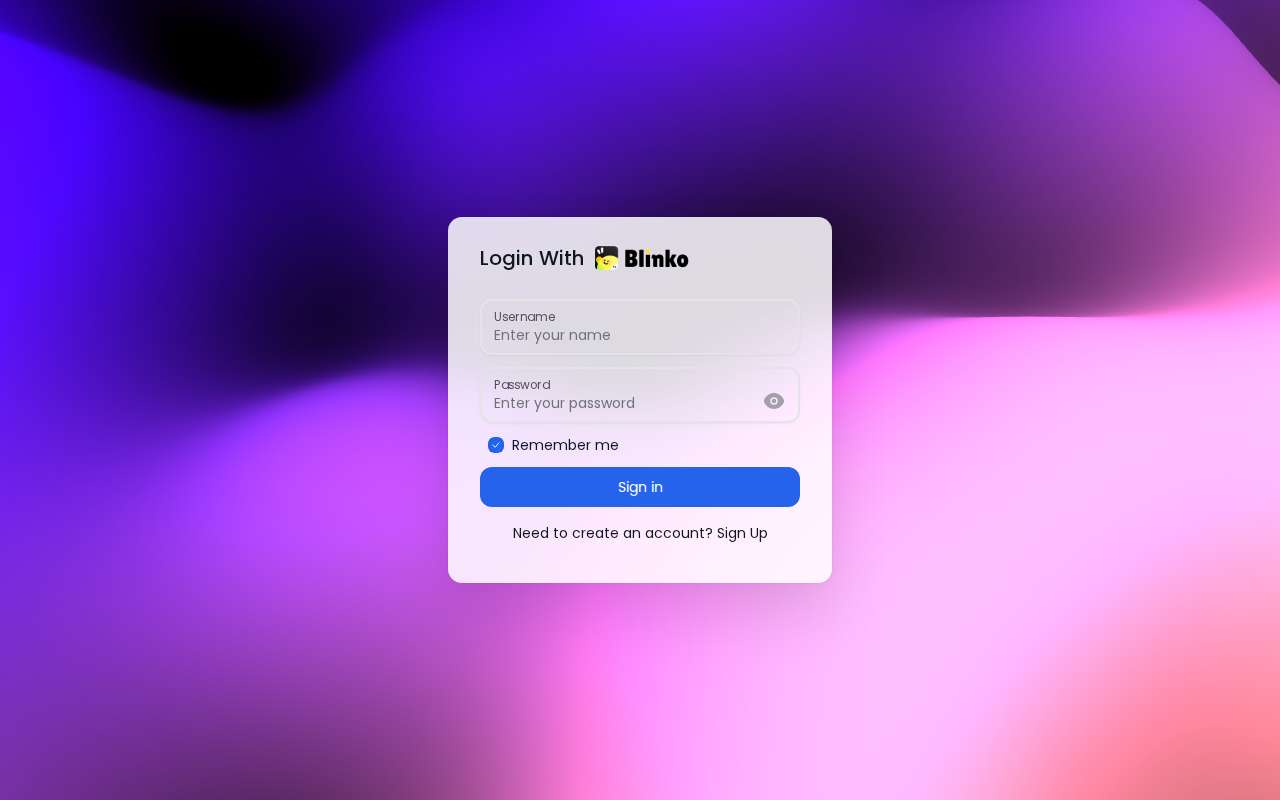 Login With Blinko
Username
Enter your name
Password
Enter your password
Remember me
Sign in
Need to create an account? Sign Up